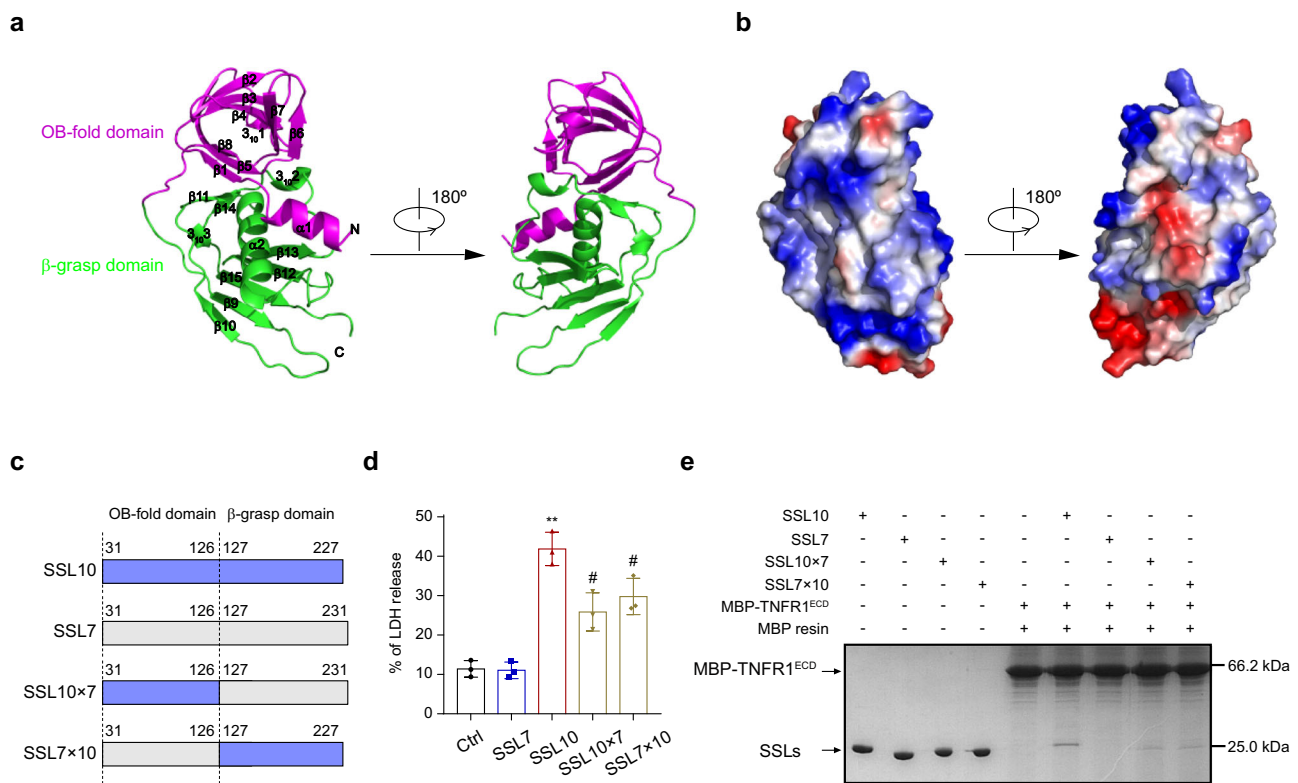 a
b
OB-fold domain
β-grasp domain
β2
β3
β7
β4
3₁₀1
β6
β8
β5
β1
3₁₀2
β11
β14
α1
N
3₁₀3
α2
β13
β15
β12
β9
β10
C
180º
180º
c
d
e
OB-fold domain β-grasp domain
31 126 127 227
SSL10
31 126 127 231
SSL7
31 126 127 231
SSL10×7
31 126 127 227
SSL7×10
% of LDH release
50
40
30
20
10
0
**
#
#
Ctrl
SSL7
SSL10
SSL10×7
SSL7×10
SSL10 + - - - - + - - -
SSL7 - + - - - - + - -
SSL10×7 - - + - - - - + -
SSL7×10 - - - + - - - - +
MBP-TNFR1ᴱᶜᴰ - - - - + + + + +
MBP resin - - - - + + + + +
MBP-TNFR1ᴱᶜᴰ
66.2 kDa
SSLs
25.0 kDa